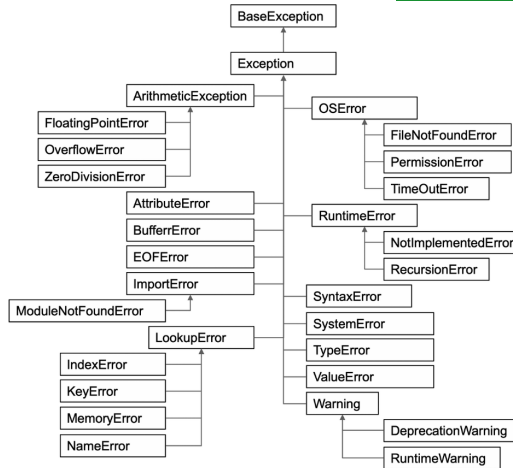 BaseException
Exception
ArithmeticException
FloatingPointError
OverflowError
ZeroDivisionError
AttributeError
BufferrError
EOFError
ImportError
ModuleNotFoundError
LookupError
IndexError
KeyError
MemoryError
NameError
OSError
FileNotFoundError
PermissionError
TimeOutError
RuntimeError
NotImplementedError
RecursionError
SyntaxError
SystemError
TypeError
ValueError
Warning
DeprecationWarning
RuntimeWarning